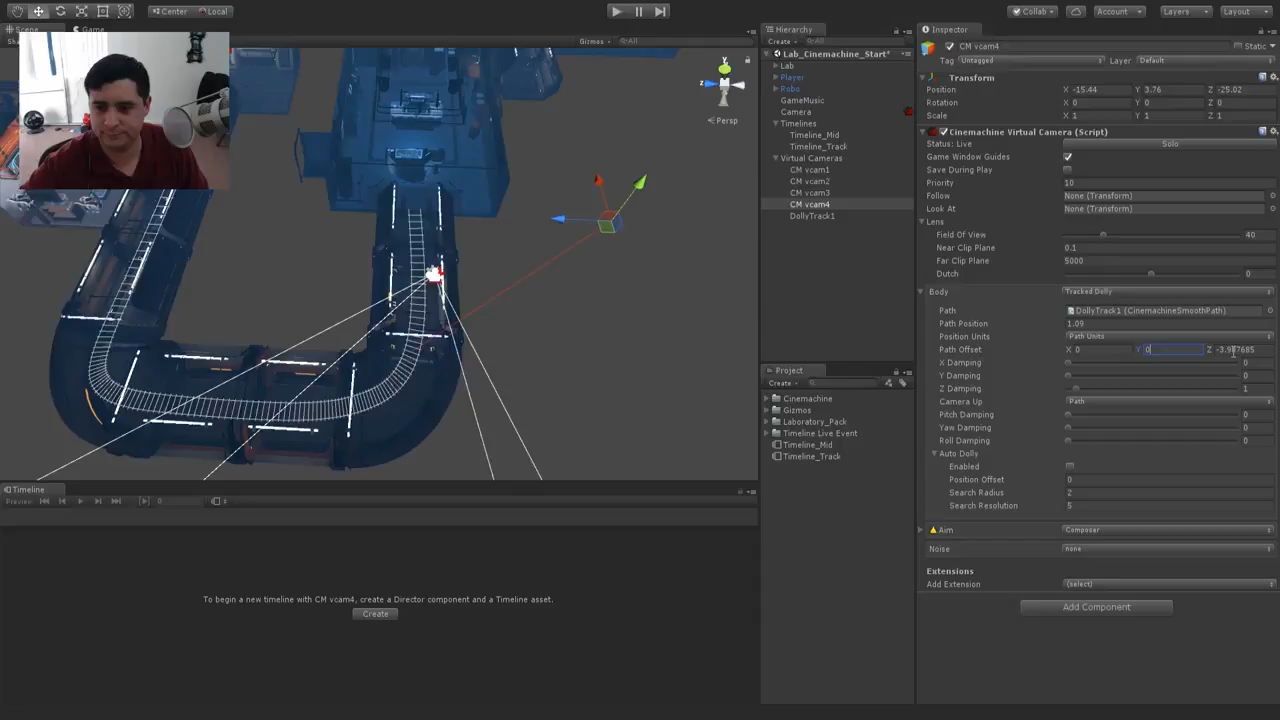 Center Local
Collab Account Layers Layout
Scene Game
Gizmos All
Persp
Hierarchy
Create All
Lab_Cinemachine_Start*
Lab
Player
Robo
GameMusic
Camera
Timelines
Timeline_Mid
Timeline_Track
Virtual Cameras
CM vcam1
CM vcam2
CM vcam3
CM vcam4
DollyTrack1
Project
Create
Cinemachine
Gizmos
Laboratory_Pack
Timeline Live Event
Timeline_Mid
Timeline_Track
Inspector
CM vcam4 Static
Tag Untagged Layer Default
Transform
Position X -15.44 Y 3.76 Z -25.02
Rotation X 0 Y 0 Z 0
Scale X 1 Y 1 Z 1
Cinemachine Virtual Camera (Script)
Status: Live Solo
Game Window Guides
Save During Play
Priority 10
Follow None (Transform)
Look At None (Transform)
Lens
Field Of View 40
Near Clip Plane 0.1
Far Clip Plane 5000
Dutch 0
Body Tracked Dolly
Path DollyTrack1 (CinemachineSmoothPath)
Path Position 1.09
Position Units Path Units
Path Offset X 0 Y 0 Z
X Damping 0
Y Damping 0
Z Damping 1
Camera Up Path
Pitch Damping 0
Yaw Damping 0
Roll Damping 0
Auto Dolly
Enabled
Position Offset 0
Search Radius 2
Search Resolution 5
Aim Composer
Noise none
Extensions
Add Extension (select)
Add Component
Timeline
Preview 0
To begin a new timeline with CM vcam4, create a Director component and a Timeline asset.
Create